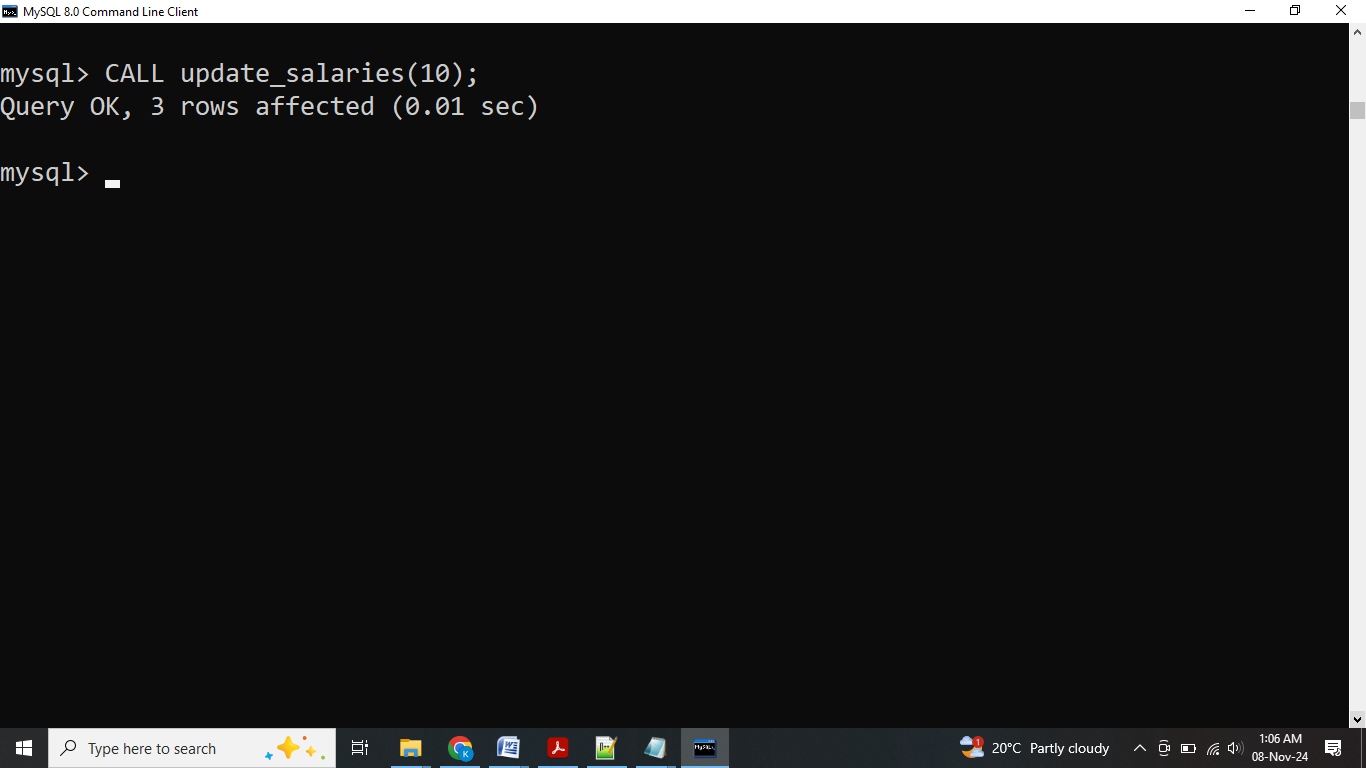 MySQL 8.0 Command Line Client
mysql> CALL update_salaries(10);
Query OK, 3 rows affected (0.01 sec)
mysql>
Type here to search
1
20°C Partly cloudy
1:06 AM
08-Nov-24